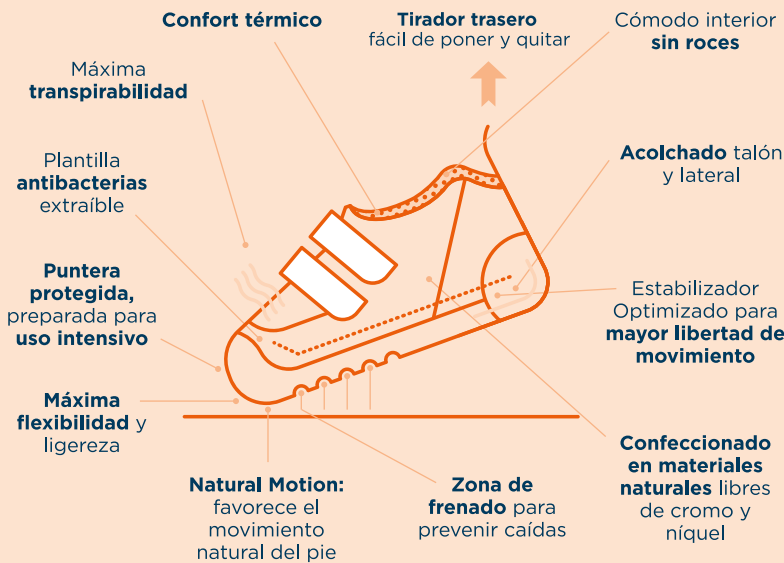 Confort térmico
Tirador trasero
fácil de poner y quitar
Cómodo interior
sin roces
Máxima
transpirabilidad
Plantilla
antibacterias
extraíble
Acolchado talón
y lateral
Puntera
protegida,
preparada para
uso intensivo
Estabilizador
Optimizado para
mayor libertad de
movimiento
Máxima
flexibilidad y
ligereza
Natural Motion:
favorece el
movimiento
natural del pie
Zona de
frenado para
prevenir caídas
Confeccionado
en materiales
naturales libres
de cromo y
níquel